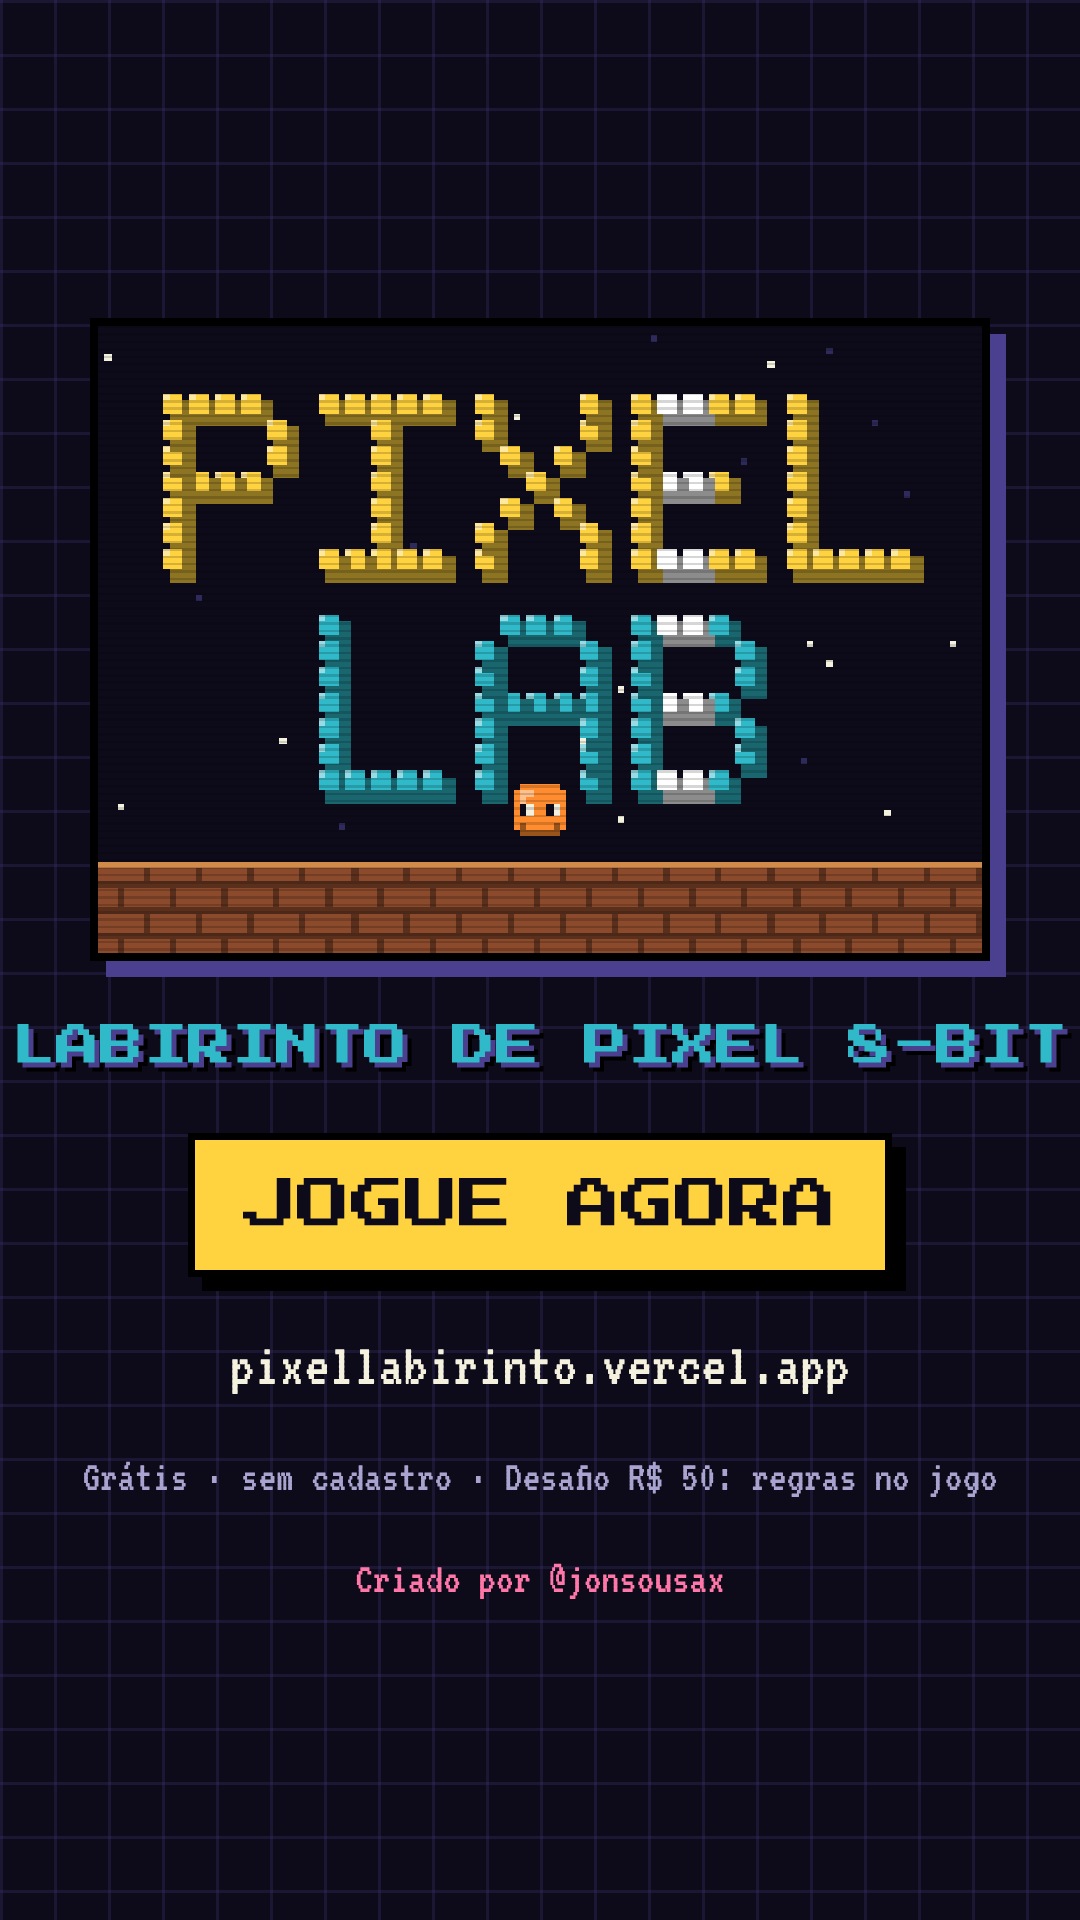 PIXEL
LAB
LABIRINTO DE PIXEL 8-BIT
JOGUE AGORA
pixellabirinto.vercel.app
Grátis · sem cadastro · Desafio R$ 50: regras no jogo
Criado por @jonsousax